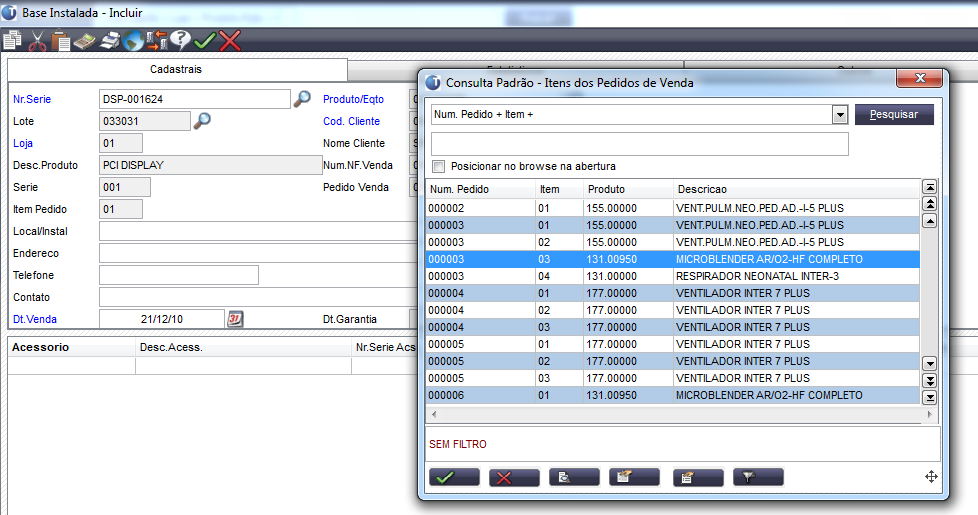 Base Instalada - Incluir
Cadastrais
Nr.Serie DSP-001624 Produto/Eqto
Lote 033031 Cod. Cliente
Loja 01 Nome Cliente
Desc.Produto PCI DISPLAY Num.NF.Venda
Serie 001 Pedido Venda
Item Pedido 01
Local/Instal
Endereco
Telefone
Contato
Dt.Venda 21/12/10 Dt.Garantia
Acessorio Desc.Acess. Nr.Serie Acs
Consulta Padrão - Itens dos Pedidos de Venda
Num. Pedido + Item + Pesquisar
Posicionar no browse na abertura
Num. Pedido Item Produto Descricao
000002 01 155.00000 VENT.PULM.NEO.PED.AD.-I-5 PLUS
000003 01 155.00000 VENT.PULM.NEO.PED.AD.-I-5 PLUS
000003 02 155.00000 VENT.PULM.NEO.PED.AD.-I-5 PLUS
000003 03 131.00950 MICROBLENDER AR/O2-HF COMPLETO
000003 04 131.00000 RESPIRADOR NEONATAL INTER-3
000004 01 177.00000 VENTILADOR INTER 7 PLUS
000004 02 177.00000 VENTILADOR INTER 7 PLUS
000004 03 177.00000 VENTILADOR INTER 7 PLUS
000005 01 177.00000 VENTILADOR INTER 7 PLUS
000005 02 177.00000 VENTILADOR INTER 7 PLUS
000005 03 177.00000 VENTILADOR INTER 7 PLUS
000006 01 131.00950 MICROBLENDER AR/O2-HF COMPLETO
SEM FILTRO